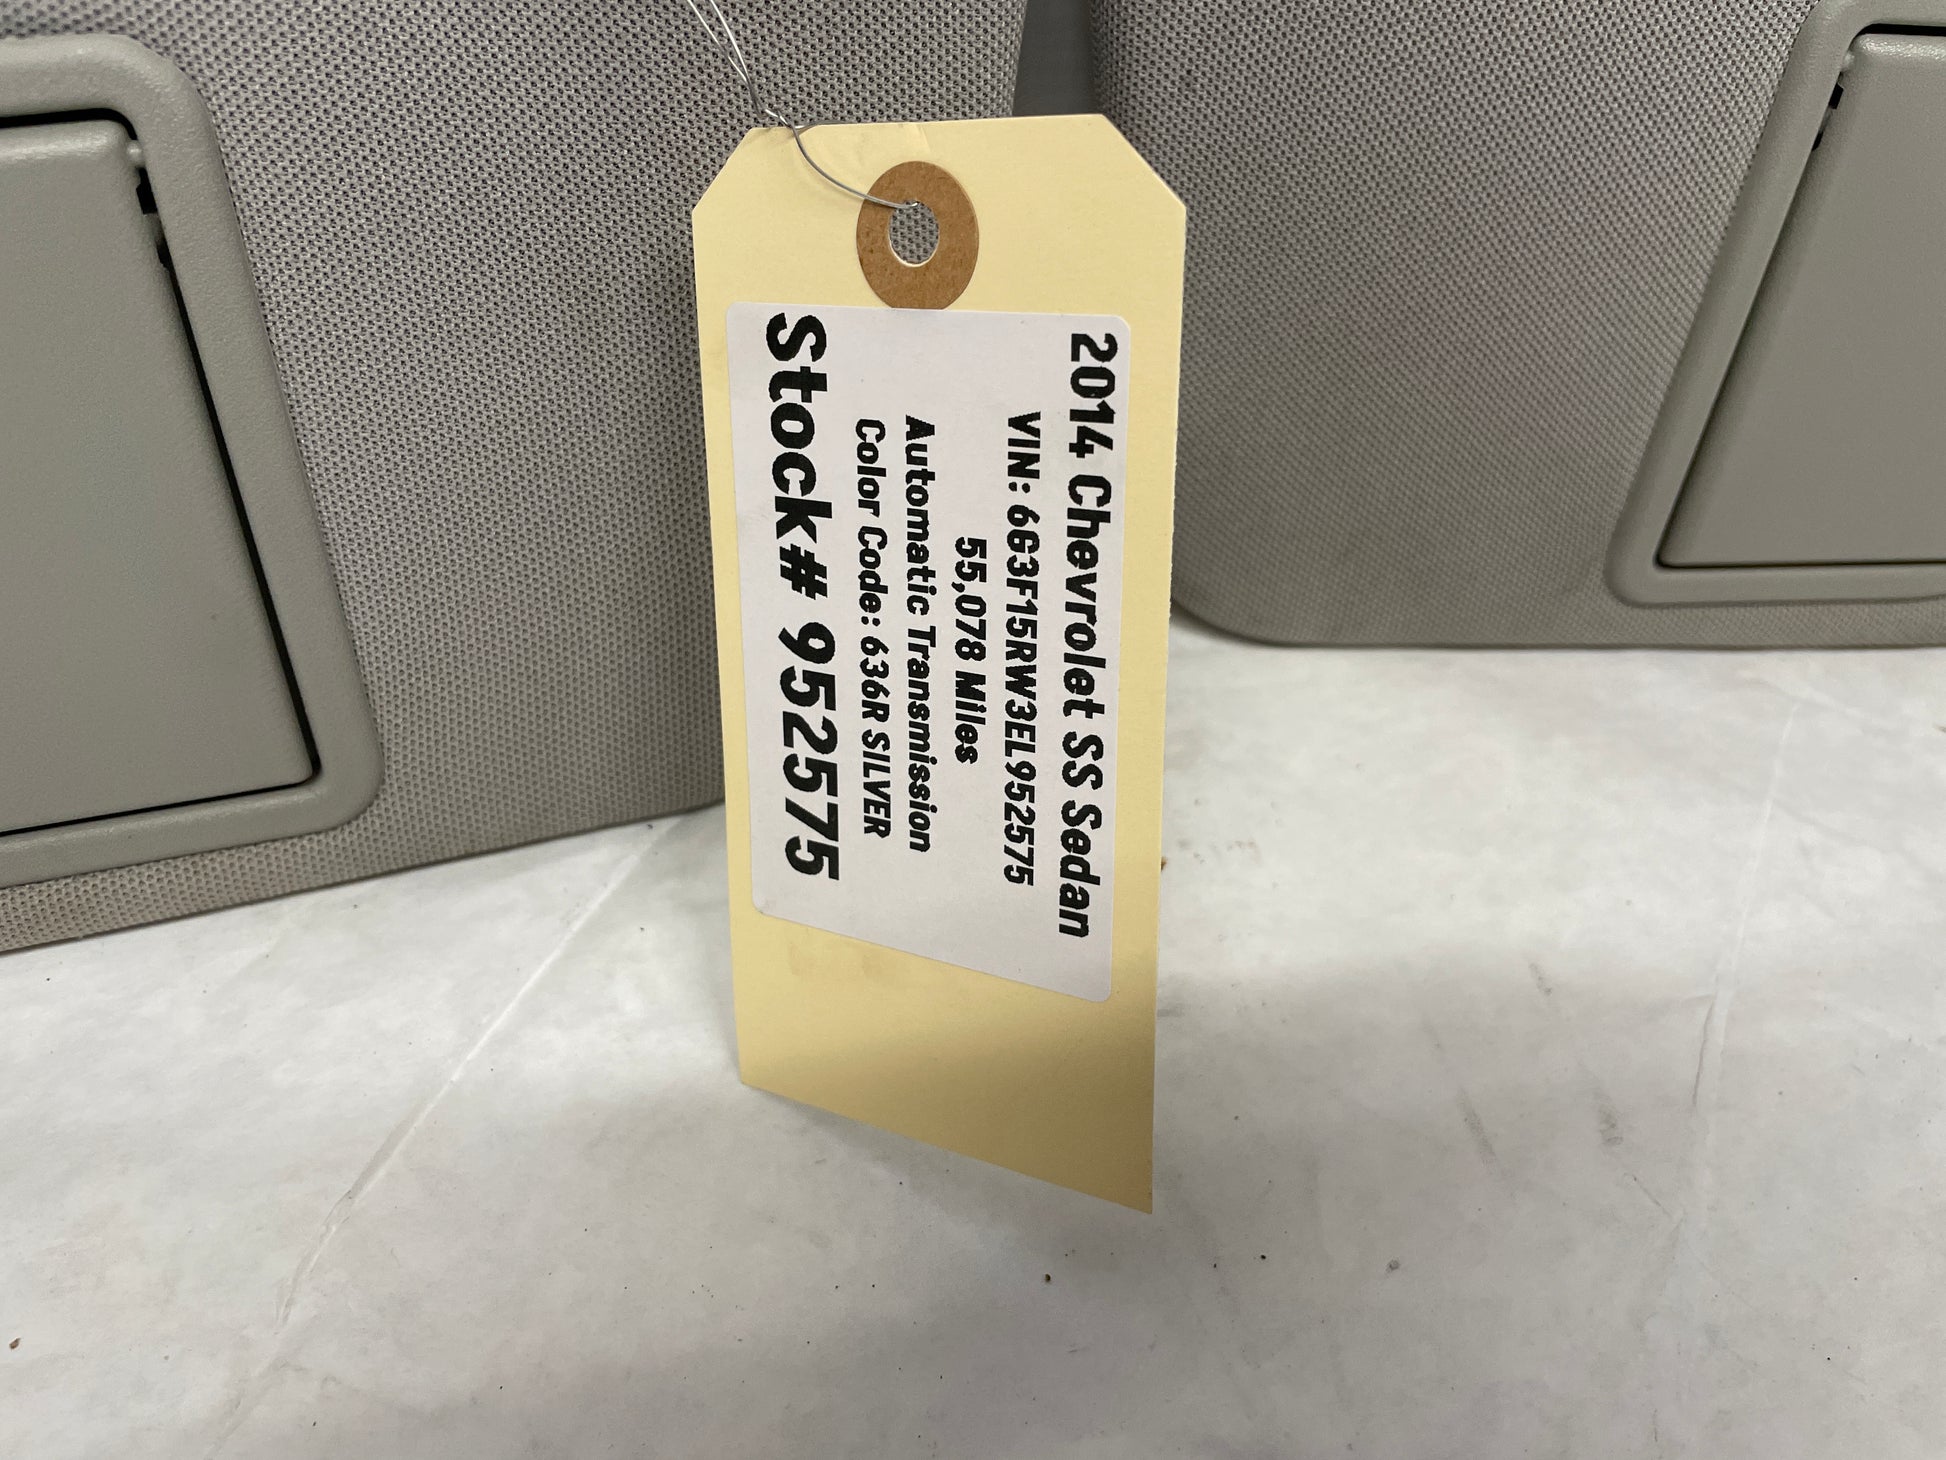 2014 Chevrolet SS Sedan
VIN: 6G3F15RW3EL952575
55,078 Miles
Automatic Transmission
Color Code: 636R SILVER
Stock# 952575